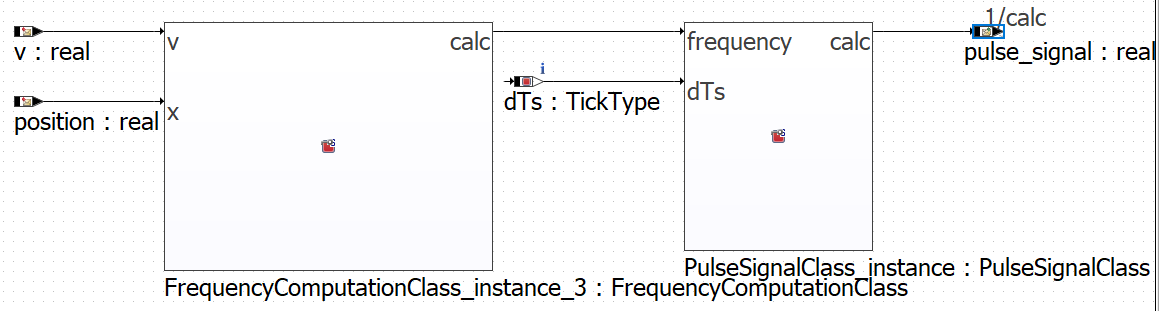 1/calc
v : real
v
calc
frequency
calc
pulse_signal : real
i
dTs : TickType
dTs
position : real
x
PulseSignalClass_instance : PulseSignalClass
FrequencyComputationClass_instance_3 : FrequencyComputationClass